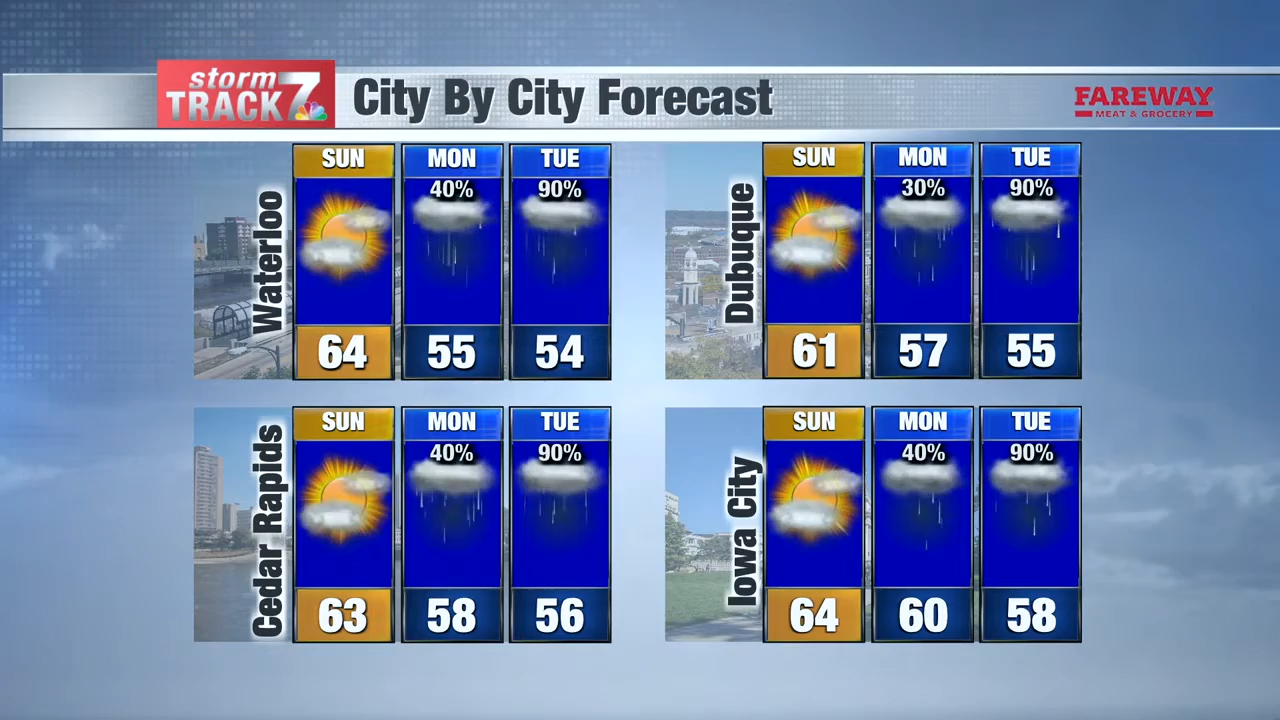 storm
TRACK 7
City By City Forecast
FAREWAY
MEAT & GROCERY
Waterloo
SUN MON TUE
40% 90%
64 55 54
Dubuque
SUN MON TUE
30% 90%
61 57 55
Cedar Rapids
SUN MON TUE
40% 90%
63 58 56
Iowa City
SUN MON TUE
40% 90%
64 60 58